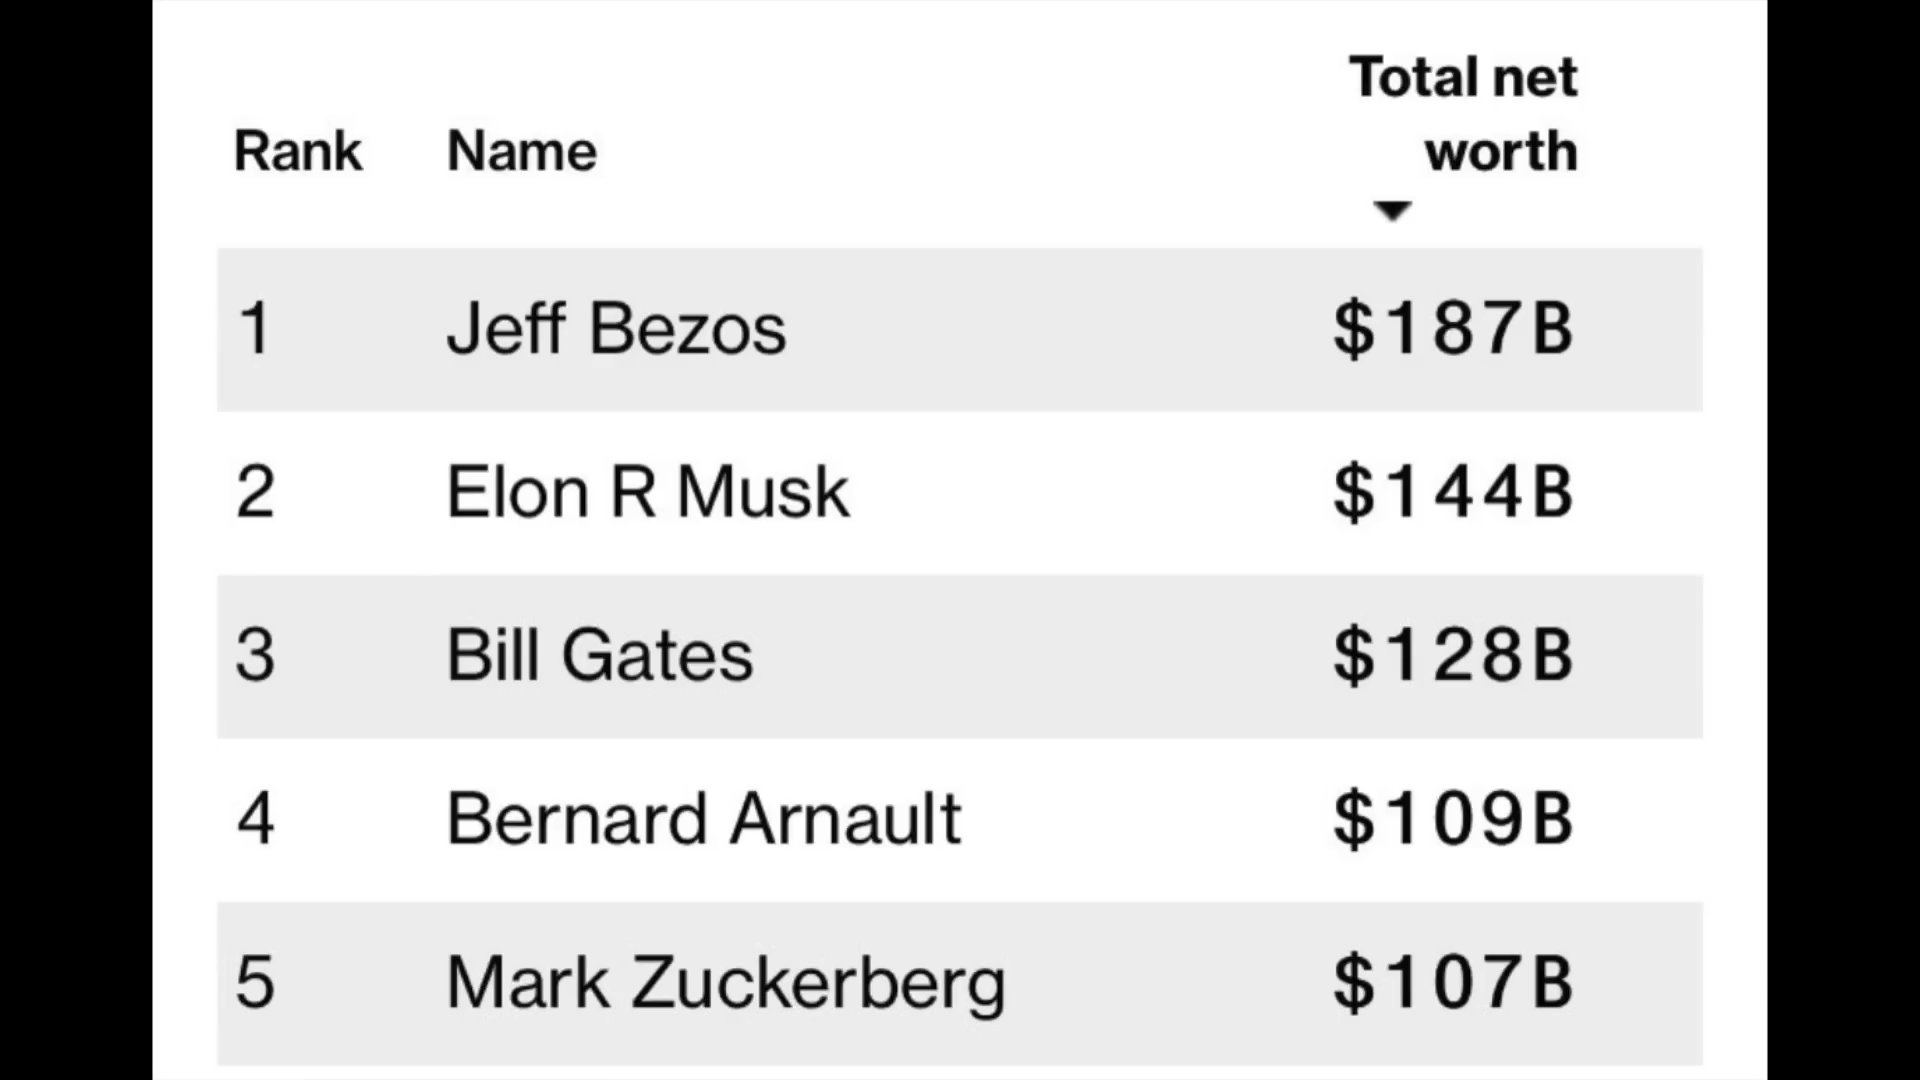 Rank Name Total net worth
1 Jeff Bezos $187B
2 Elon R Musk $144B
3 Bill Gates $128B
4 Bernard Arnault $109B
5 Mark Zuckerberg $107B